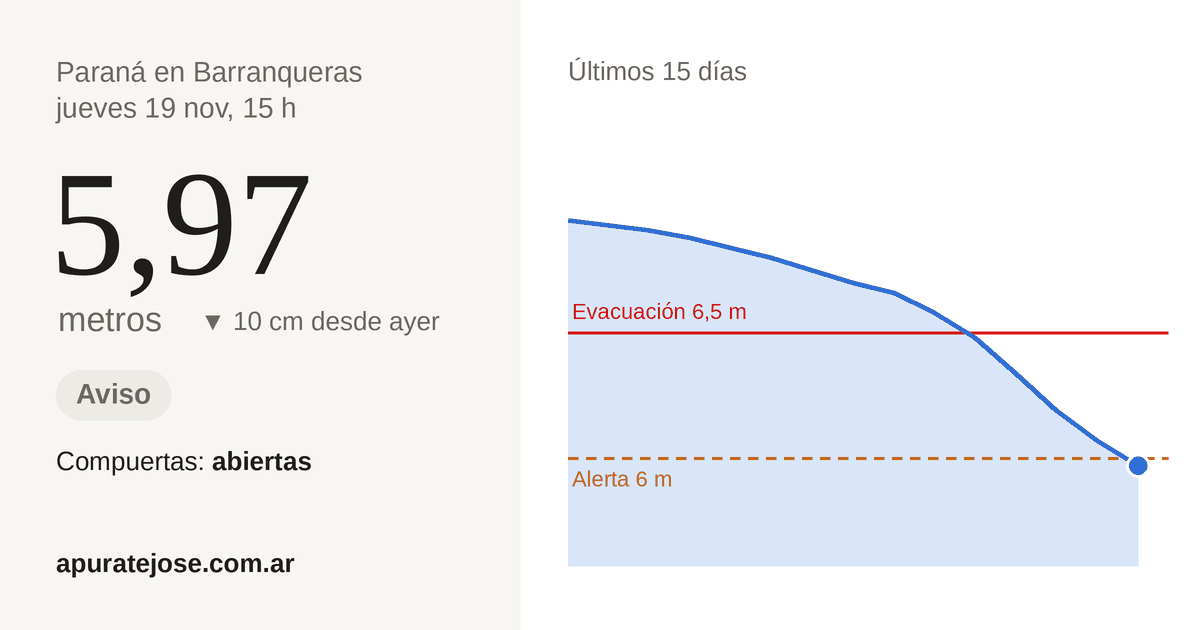 Paraná en Barranqueras
jueves 19 nov, 15 h
5,97
metros ▼ 10 cm desde ayer
Aviso
Compuertas: abiertas
apuratejose.com.ar
Últimos 15 días
Evacuación 6,5 m
Alerta 6 m